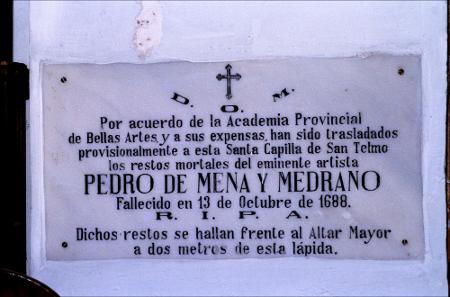 D. O. M.
Por acuerdo de la Academia Provincial
de Bellas Artes, y a sus expensas, han sido trasladados
provisionalmente a esta Santa Capilla de San Telmo
los restos mortales del eminente artista
PEDRO DE MENA Y MEDRANO
Fallecido en 13 de Octubre de 1688.
R. I. P. A.
Dichos restos se hallan frente al Altar Mayor
a dos metros de esta lápida.